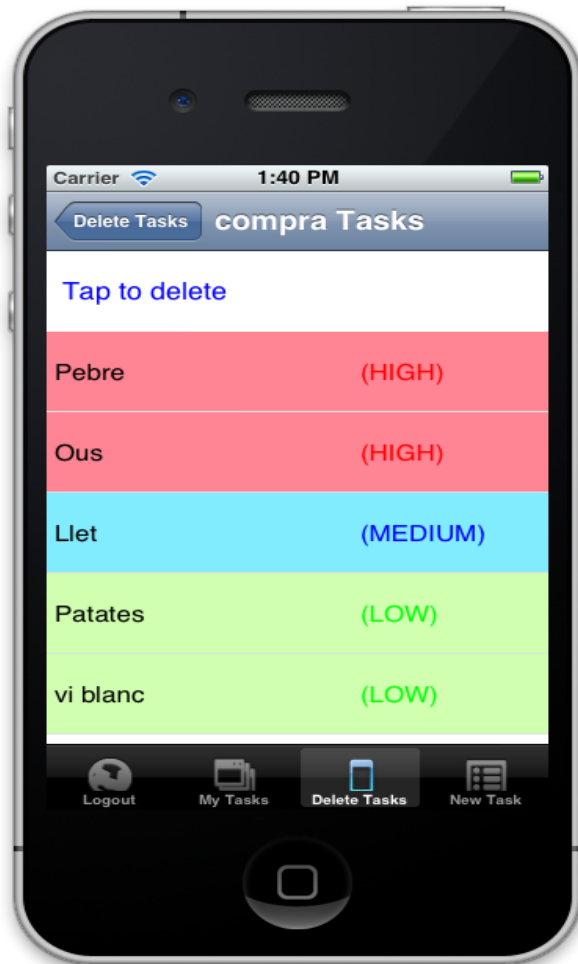 Carrier 1:40 PM
Delete Tasks compra Tasks
Tap to delete
Pebre (HIGH)
Ous (HIGH)
Llet (MEDIUM)
Patates (LOW)
vi blanc (LOW)
Logout My Tasks Delete Tasks New Task